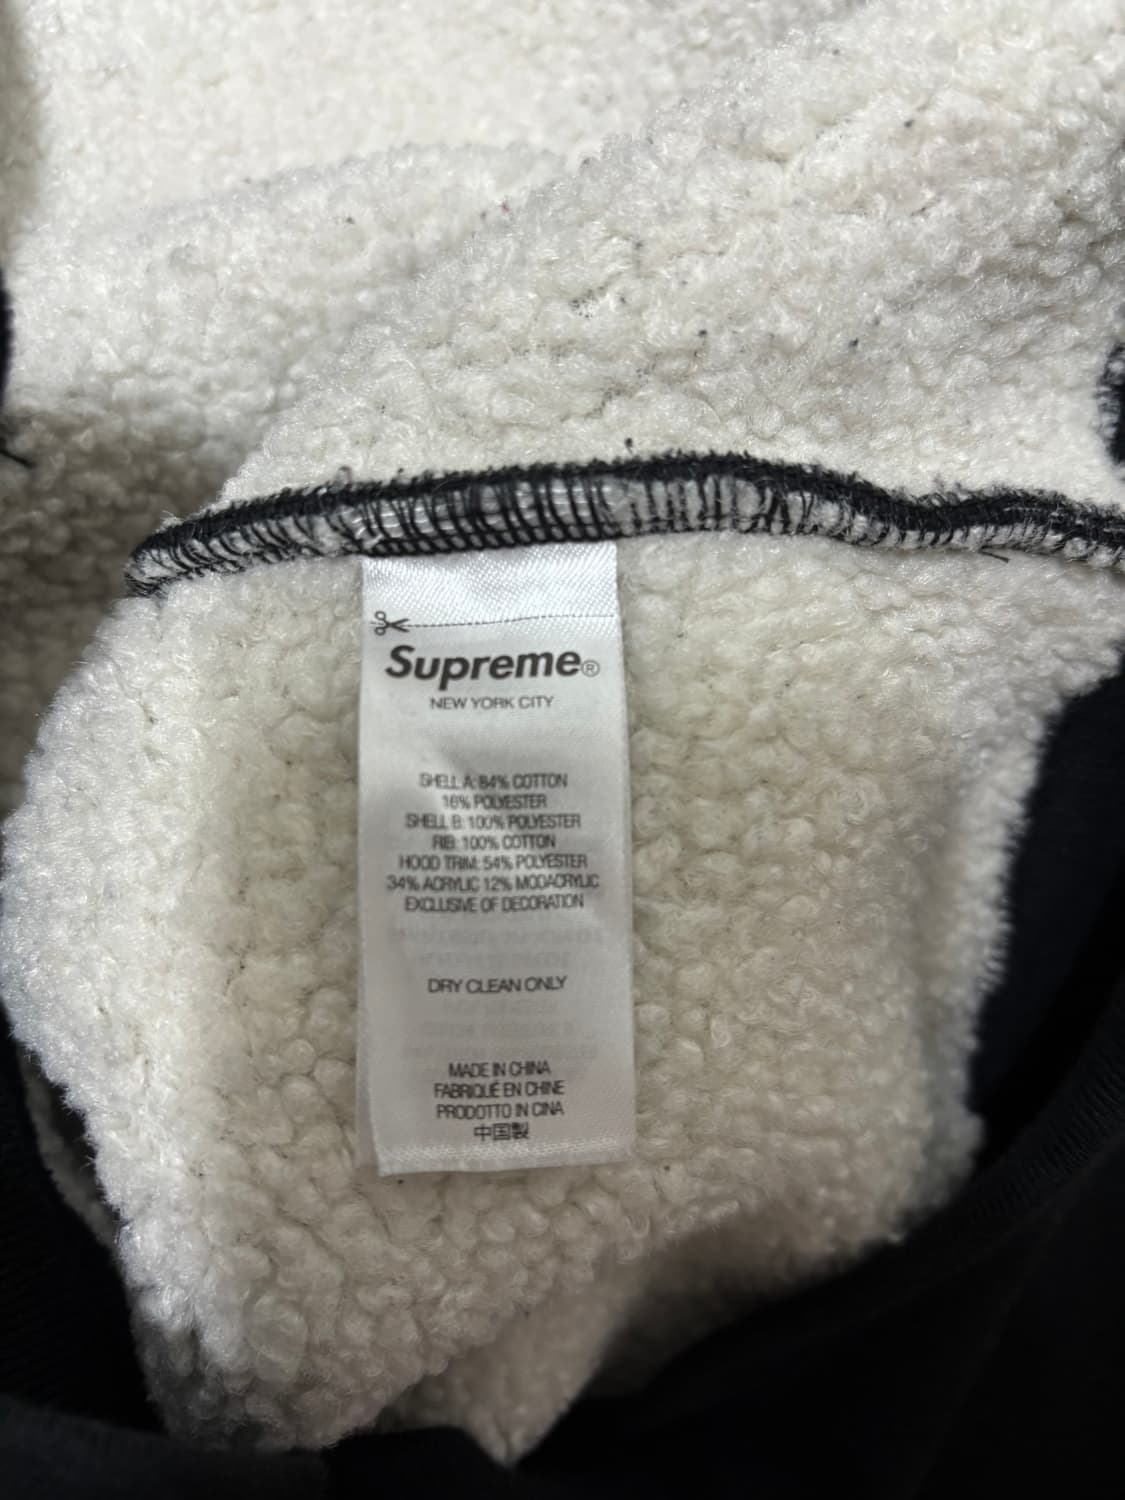 Supreme®
NEW YORK CITY
SHELL A: 84% COTTON
16% POLYESTER
SHELL B: 100% POLYESTER
RIB: 100% COTTON
HOOD TRIM: 54% POLYESTER
34% ACRYLIC 12% MODACRYLIC
EXCLUSIVE OF DECORATION
DRY CLEAN ONLY
MADE IN CHINA
FABRIQUÉ EN CHINE
PRODOTTO IN CINA
中国製